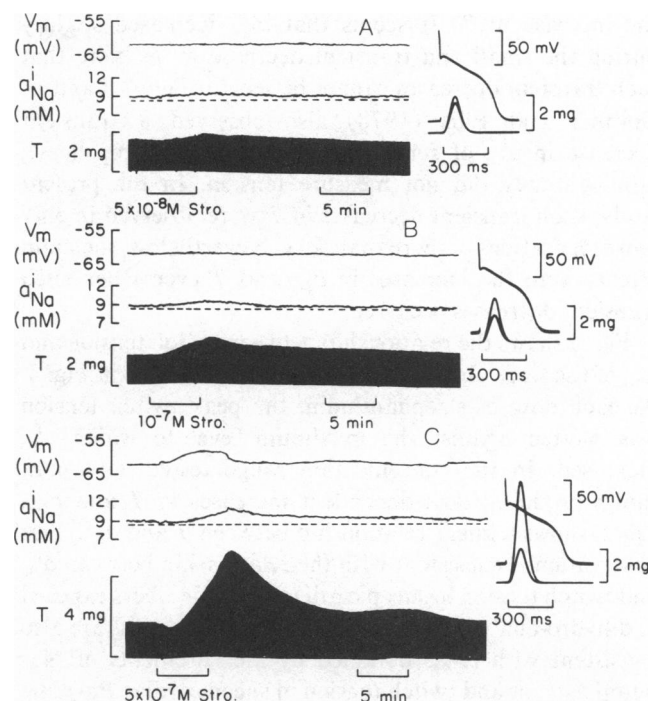 A
Vm (mV)
-55
-65
aiNa (mM)
12
9
7
T 2 mg
50 mV
2 mg
300 ms
5x10-8M Stro.
5 min
B
Vm (mV)
-55
-65
aiNa (mM)
12
9
7
T 2 mg
50 mV
2 mg
300 ms
10-7M Stro.
5 min
C
Vm (mV)
-55
-65
aiNa (mM)
12
9
7
T 4 mg
50 mV
2 mg
300 ms
5x10-7M Stro.
5 min